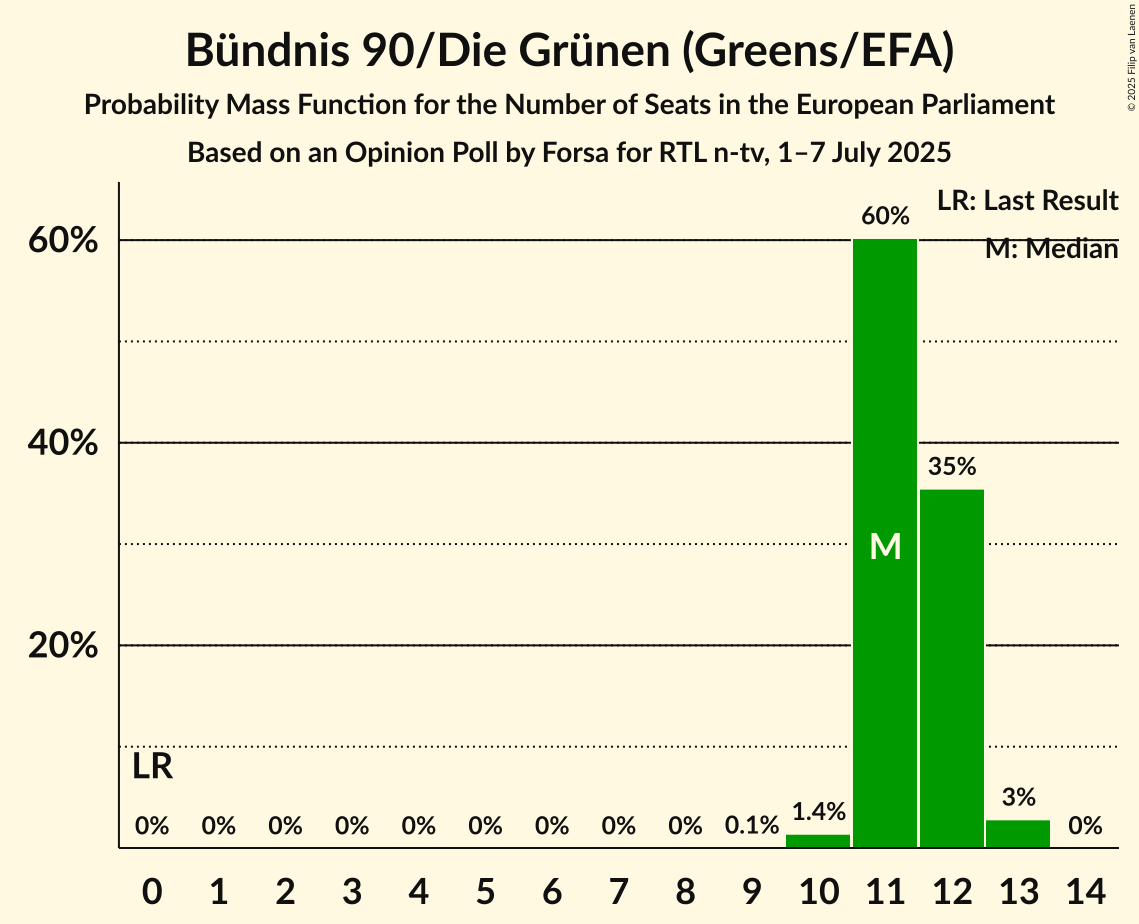 Bündnis 90/Die Grünen (Greens/EFA)
Probability Mass Function for the Number of Seats in the European Parliament
Based on an Opinion Poll by Forsa for RTL n-tv, 1–7 July 2025
© 2025 Filip van Laenen
LR: Last Result
M: Median
60%
40%
20%
60%
35%
M
LR
0% 0% 0% 0% 0% 0% 0% 0% 0% 0.1% 1.4% 3% 0%
0 1 2 3 4 5 6 7 8 9 10 11 12 13 14